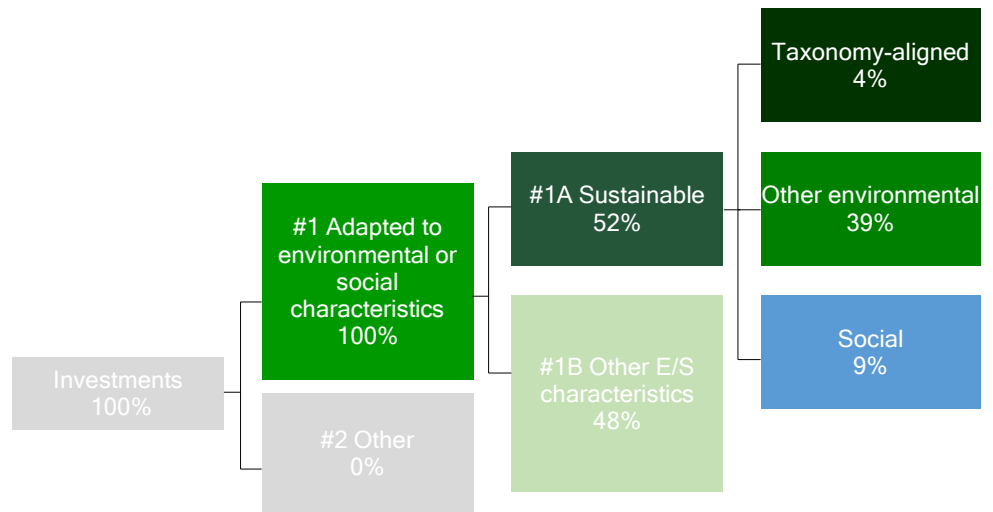 Investments
100%
#1 Adapted to
environmental or
social
characteristics
100%
#2 Other
0%
#1A Sustainable
52%
#1B Other E/S
characteristics
48%
Taxonomy-aligned
4%
Other environmental
39%
Social
9%